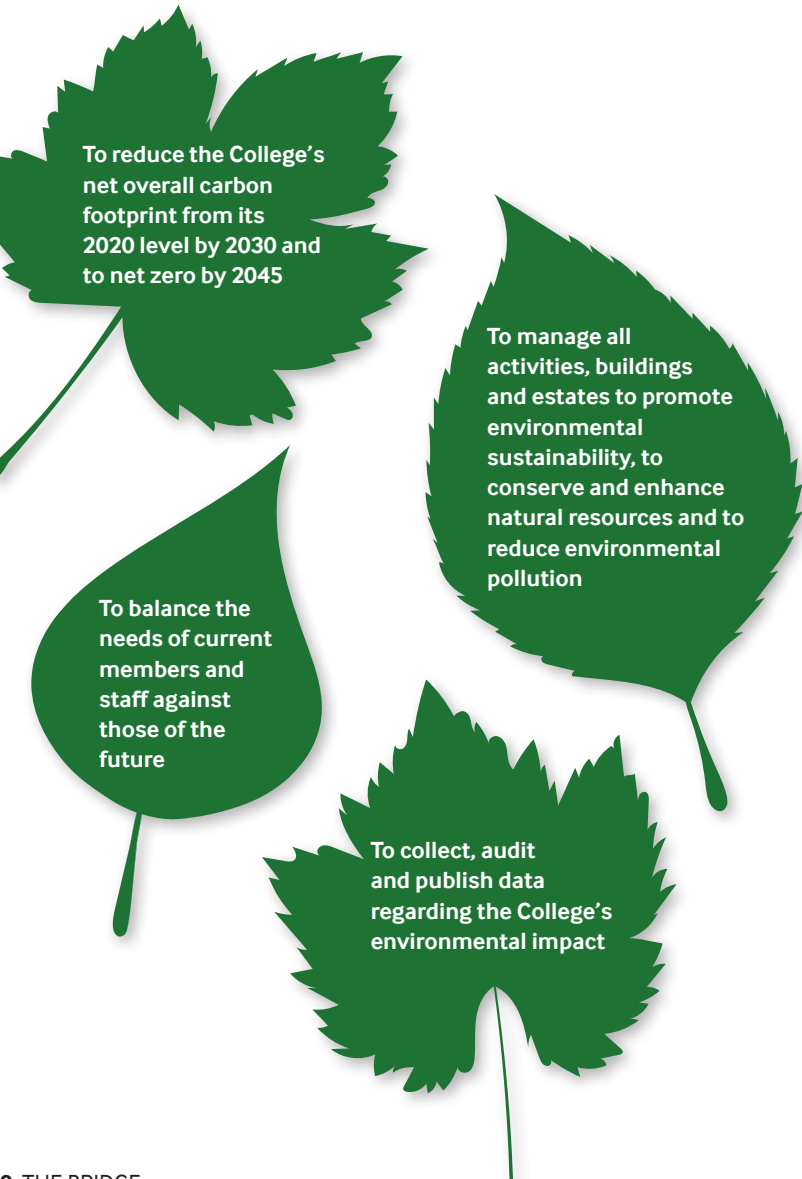 To reduce the College’s
net overall carbon
footprint from its
2020 level by 2030 and
to net zero by 2045
To manage all
activities, buildings
and estates to promote
environmental
sustainability, to
conserve and enhance
natural resources and to
reduce environmental
pollution
To balance the
needs of current
members and
staff against
those of the
future
To collect, audit
and publish data
regarding the College’s
environmental impact
THE BRIDGE